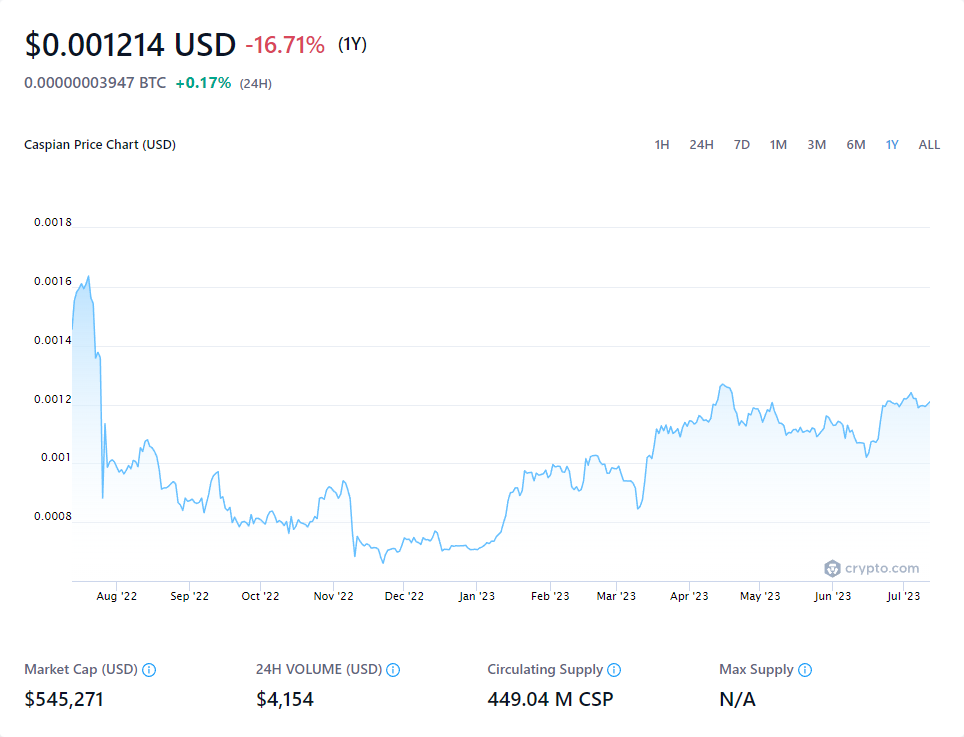 $0.001214 USD -16.71% (1Y)
0.00000003947 BTC +0.17% (24H)
Caspian Price Chart (USD) 1H 24H 7D 1M 3M 6M 1Y ALL
0.0018
0.0016
0.0014
0.0012
0.001
0.0008
crypto.com
Aug '22 Sep '22 Oct '22 Nov '22 Dec '22 Jan '23 Feb '23 Mar '23 Apr '23 May '23 Jun '23 Jul '23
Market Cap (USD) 24H VOLUME (USD) Circulating Supply Max Supply
$545,271 $4,154 449.04 M CSP N/A